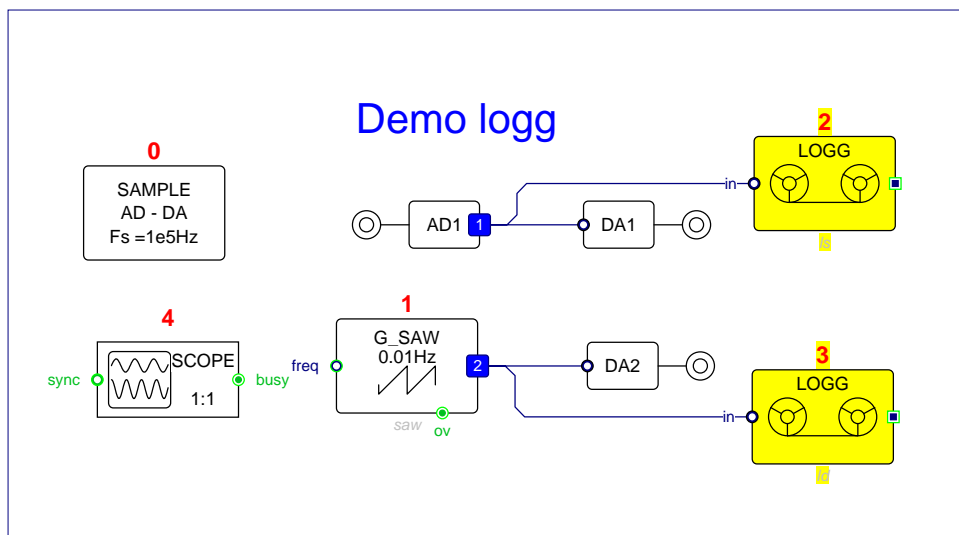 Demo logg
0
SAMPLE
AD - DA
Fs =1e5Hz
2
LOGG
in
ls
AD1
1
DA1
4
SCOPE
1:1
sync
busy
1
G_SAW
0.01Hz
freq
2
saw
ov
DA2
3
LOGG
in
ld